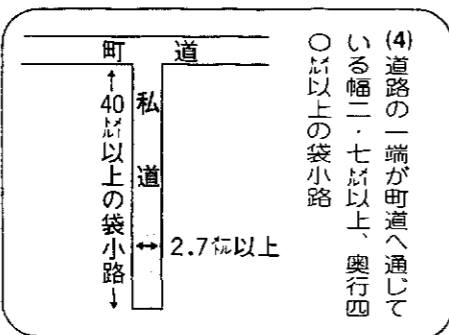 (4)道路の一端が町道へ通じて
いる幅二・七㍍以上、奥行四
〇㍍以上の袋小路
町道
私道
40㍍以上の袋小路
2.7㍍以上